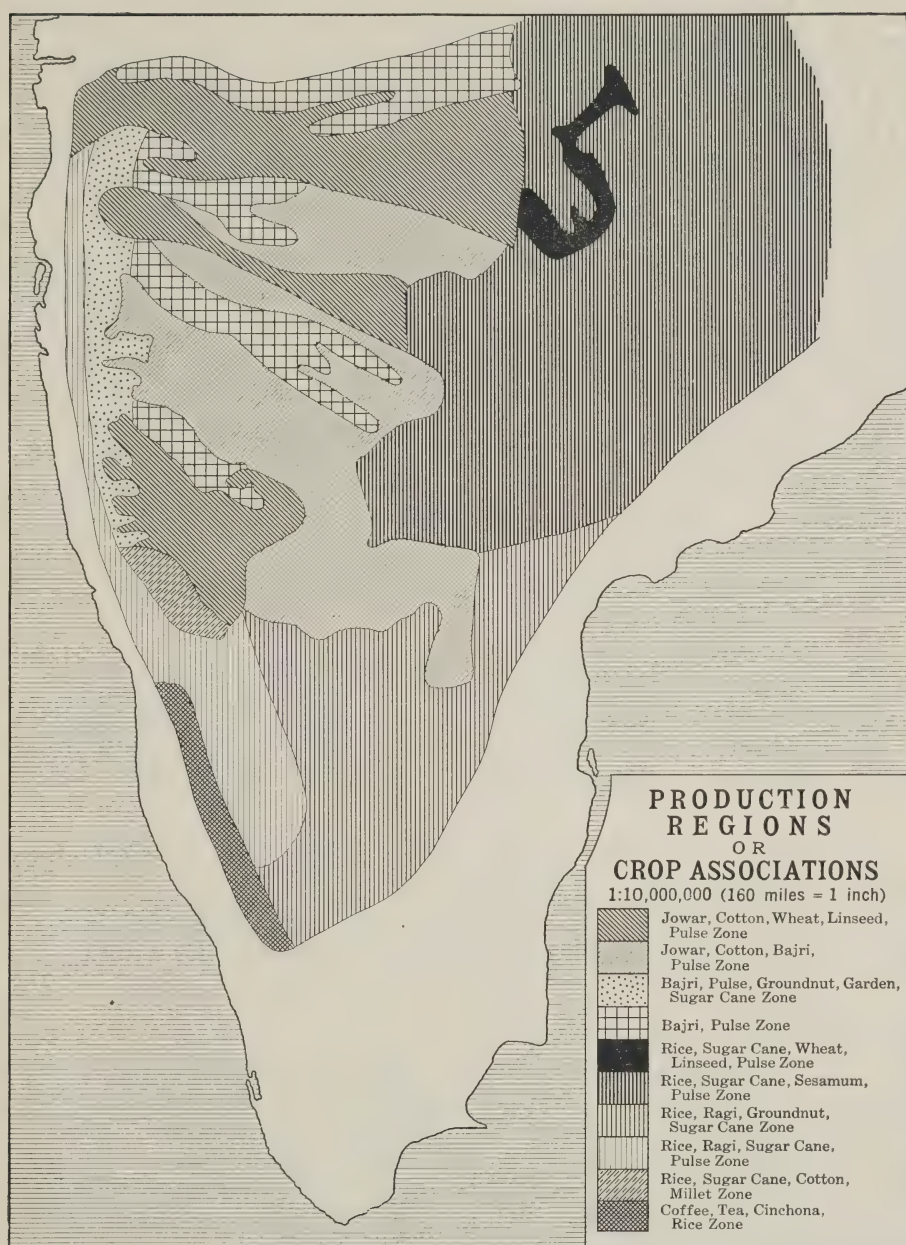 PRODUCTION
REGIONS
OR
CROP ASSOCIATIONS
1:10,000,000 (160 miles = 1 inch)
Jowar, Cotton, Wheat, Linseed,
Pulse Zone
Jowar, Cotton, Bajri,
Pulse Zone
Bajri, Pulse, Groundnut, Garden,
Sugar Cane Zone
Bajri, Pulse Zone
Rice, Sugar Cane, Wheat,
Linseed, Pulse Zone
Rice, Sugar Cane, Sesamum,
Pulse Zone
Rice, Ragi, Groundnut,
Sugar Cane Zone
Rice, Ragi, Sugar Cane,
Pulse Zone
Rice, Sugar Cane, Cotton,
Millet Zone
Coffee, Tea, Cinchona,
Rice Zone